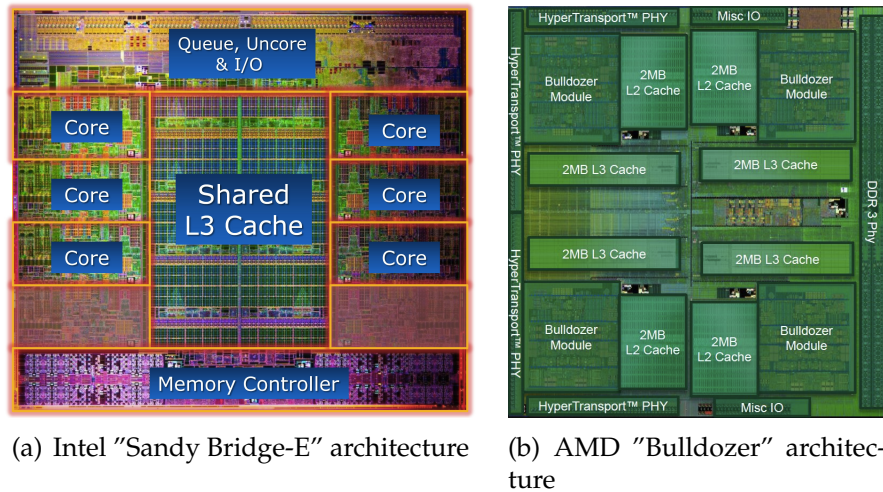 Queue, Uncore
& I/O
Core
Core
Core
Core
Core
Core
Shared
L3 Cache
Memory Controller
(a) Intel ”Sandy Bridge-E” architecture
HyperTransport™ PHY
Misc IO
HyperTransport™ PHY
Bulldozer
Module
2MB
L2 Cache
2MB
L2 Cache
Bulldozer
Module
2MB L3 Cache
2MB L3 Cache
DDR 3 Phy
2MB L3 Cache
2MB L3 Cache
HyperTransport™ PHY
Bulldozer
Module
2MB
L2 Cache
2MB
L2 Cache
Bulldozer
Module
HyperTransport™ PHY
Misc IO
(b) AMD ”Bulldozer” architec-
ture